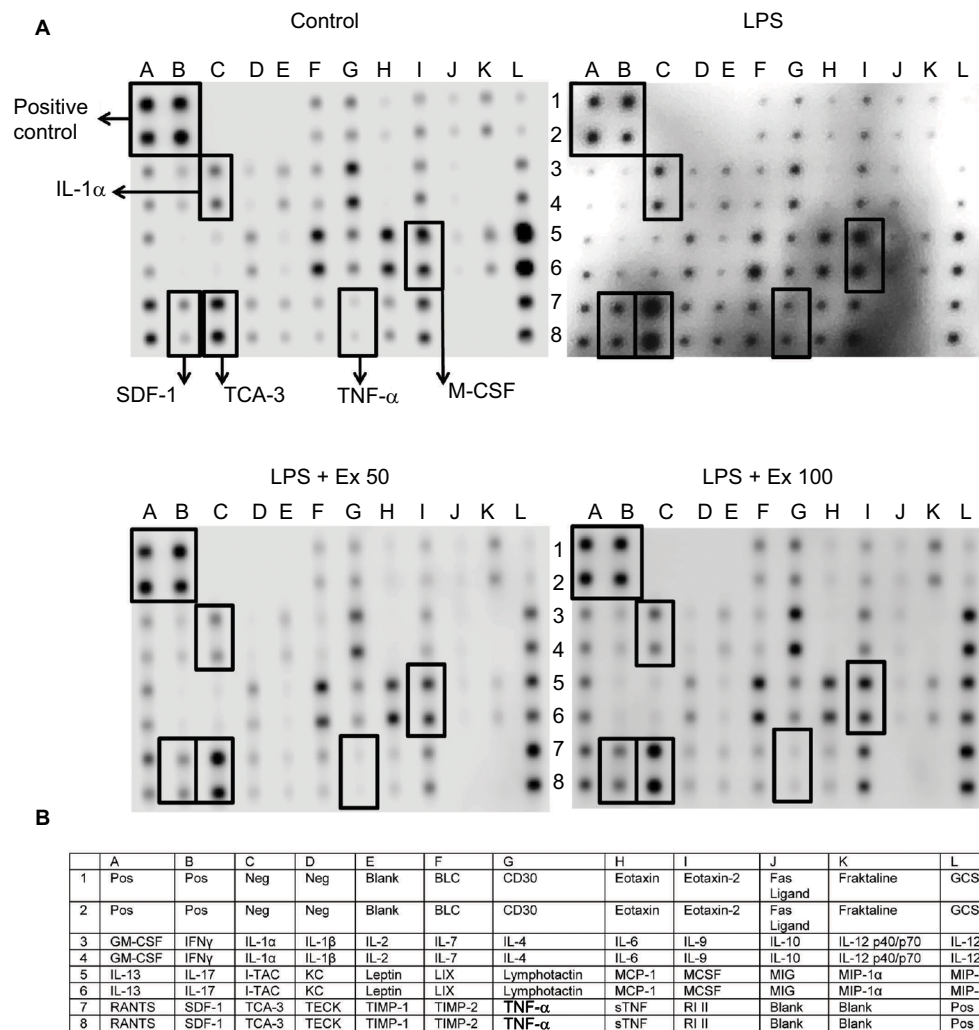 A
Control
LPS
A B C D E F G H I J K L
A B C D E F G H I J K L
Positive control
IL-1α
1
2
3
4
5
6
7
8
SDF-1
TCA-3
TNF-α
M-CSF
LPS + Ex 50
LPS + Ex 100
A B C D E F G H I J K L
A B C D E F G H I J K L
1
2
3
4
5
6
7
8
B
A B C D E F G H I J K L
1 Pos Pos Neg Neg Blank BLC CD30 Eotaxin Eotaxin-2 Fas Ligand Fraktaline GCS
2 Pos Pos Neg Neg Blank BLC CD30 Eotaxin Eotaxin-2 Fas Ligand Fraktaline GCS
3 GM-CSF IFNγ IL-1α IL-1β IL-2 IL-7 IL-4 IL-6 IL-9 IL-10 IL-12 p40/p70 IL-12
4 GM-CSF IFNγ IL-1α IL-1β IL-2 IL-7 IL-4 IL-6 IL-9 IL-10 IL-12 p40/p70 IL-12
5 IL-13 IL-17 I-TAC KC Leptin LIX Lymphotactin MCP-1 MCSF MIG MIP-1α MIP-
6 IL-13 IL-17 I-TAC KC Leptin LIX Lymphotactin MCP-1 MCSF MIG MIP-1α MIP-
7 RANTS SDF-1 TCA-3 TECK TIMP-1 TIMP-2 TNF-α sTNF RI II Blank Blank Pos
8 RANTS SDF-1 TCA-3 TECK TIMP-1 TIMP-2 TNF-α sTNF RI II Blank Blank Pos